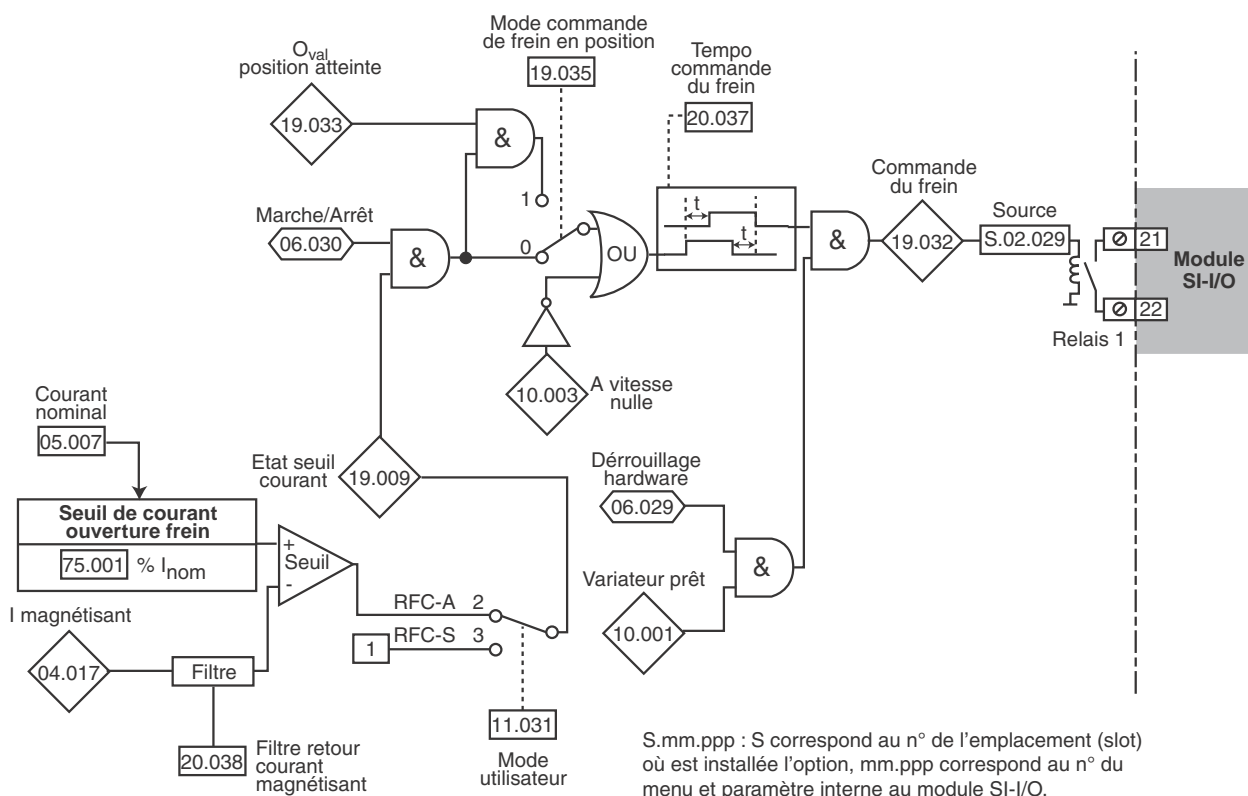 Mode commande
de frein en position
19.035
Oval
position atteinte
19.033
&
1
Tempo
commande
du frein
20.037
t
t
Marche/Arrêt
06.030
&
0
OU
&
Commande
du frein
19.032
Source
S.02.029
21
22
Module
SI-I/O
Relais 1
10.003
A vitesse
nulle
Courant
nominal
05.007
Etat seuil
courant
19.009
Dérrouillage
hardware
06.029
Seuil de courant
ouverture frein
75.001 % Inom
+
Seuil
-
&
Variateur prêt
10.001
I magnétisant
04.017
Filtre
RFC-A 2
1
RFC-S 3
11.031
Mode
utilisateur
20.038
Filtre retour
courant
magnétisant
S.mm.ppp : S correspond au n° de l'emplacement (slot)
où est installée l'option, mm.ppp correspond au n° du
menu et paramètre interne au module SI-I/O.